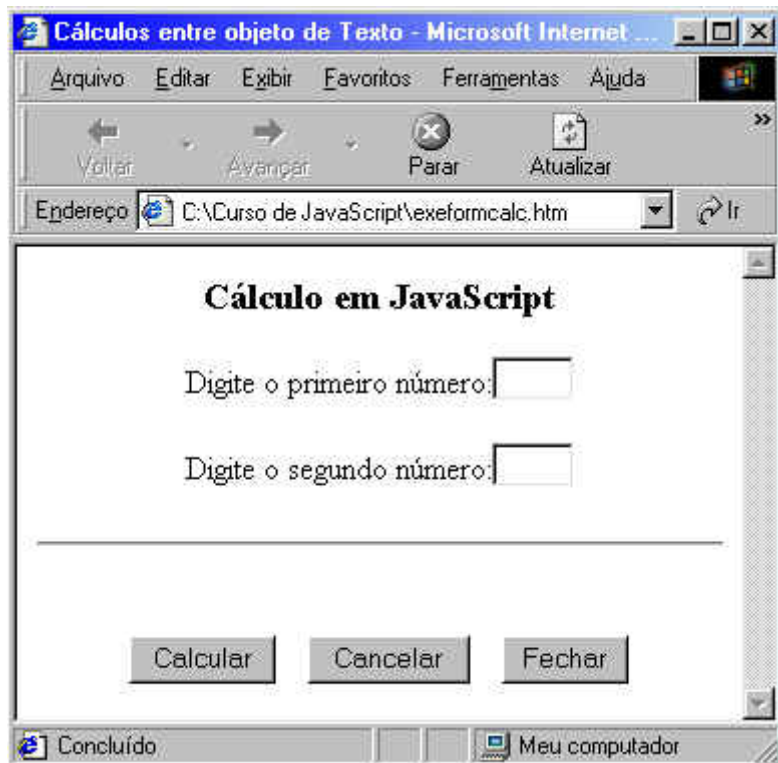 Cálculos entre objeto de Texto - Microsoft Internet ...
Arquivo Editar Exibir Favoritos Ferramentas Ajuda
Voltar Avançar Parar Atualizar »
Endereço C:\Curso de JavaScript\exeformcalc.htm Ir
Cálculo em JavaScript
Digite o primeiro número:
Digite o segundo número:
Calcular Cancelar Fechar
Concluído Meu computador